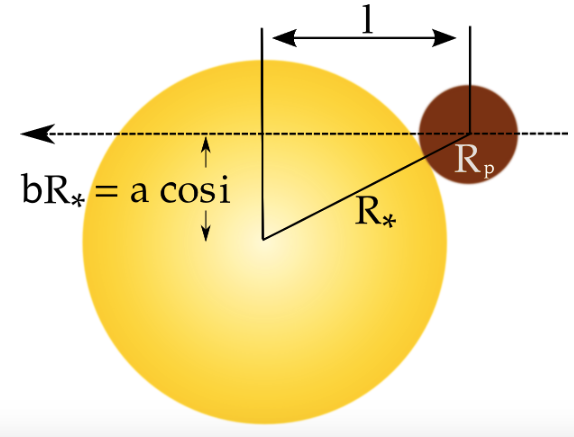 l
bR* = a cosi
R*
Rp